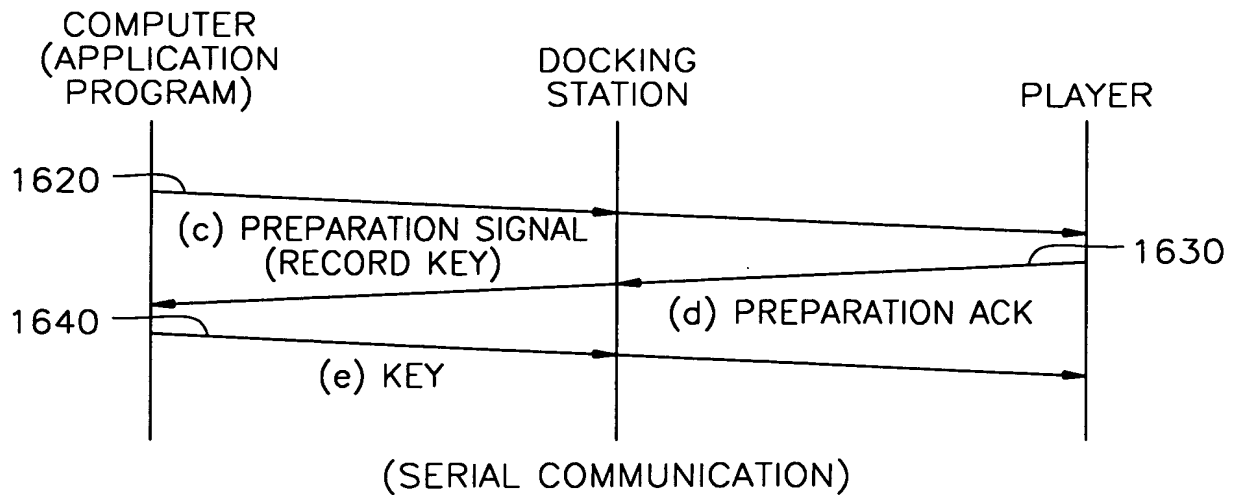 COMPUTER
(APPLICATION
PROGRAM)
DOCKING
STATION
PLAYER
1620
(c) PREPARATION SIGNAL
(RECORD KEY)
1630
(d) PREPARATION ACK
1640
(e) KEY
(SERIAL COMMUNICATION)